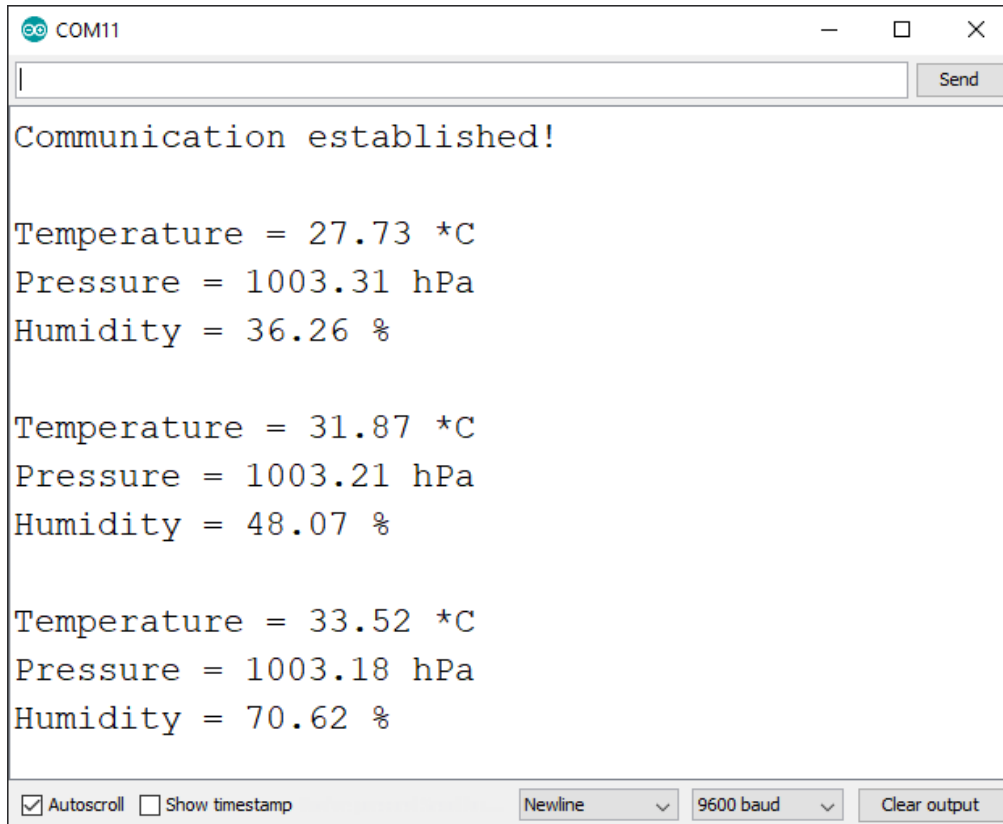 COM11
Send
Communication established!
Temperature = 27.73 *C
Pressure = 1003.31 hPa
Humidity = 36.26 %
Temperature = 31.87 *C
Pressure = 1003.21 hPa
Humidity = 48.07 %
Temperature = 33.52 *C
Pressure = 1003.18 hPa
Humidity = 70.62 %
Autoscroll Show timestamp Newline 9600 baud Clear output